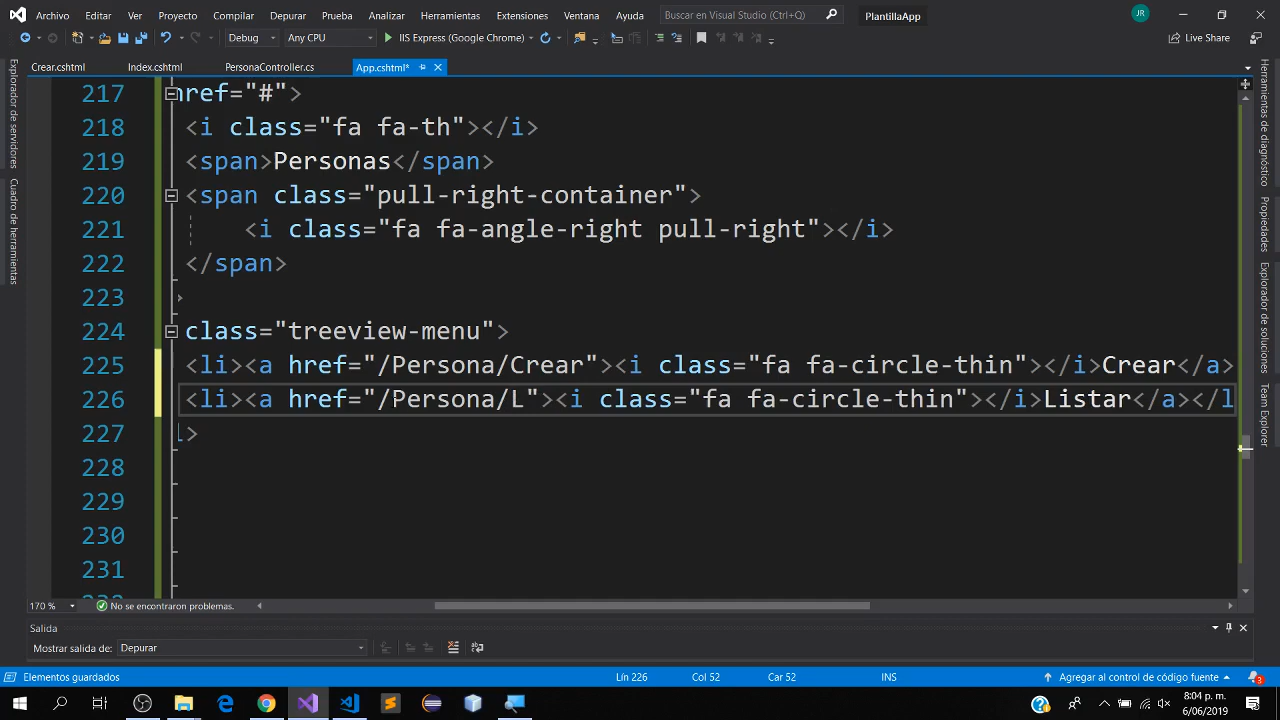 Archivo Editar Ver Proyecto Compilar Depurar Prueba Analizar Herramientas Extensiones Ventana Ayuda Buscar en Visual Studio (Ctrl+Q) PlantillaApp JR
Debug Any CPU IIS Express (Google Chrome) Live Share
Crear.cshtml Index.cshtml PersonaController.cs App.cshtml*
Explorador de servidores
Cuadro de herramientas
217 href="#">
218 <i class="fa fa-th"></i>
219 <span>Personas</span>
220 <span class="pull-right-container">
221 <i class="fa fa-angle-right pull-right"></i>
222 </span>
223 >
224 class="treeview-menu">
225 <li><a href="/Persona/Crear"><i class="fa fa-circle-thin"></i>Crear</a>
226 <li><a href="/Persona/L"><i class="fa fa-circle-thin"></i>Listar</a></l
227 l>
228
229
230
231
Herramientas de diagnóstico
Propiedades
Explorador de soluciones
Team Explorer
170 % No se encontraron problemas.
Salida
Mostrar salida de: Depurar
Elementos guardados Lín 226 Col 52 Car 52 INS Agregar al control de código fuente 3
8:04 p. m.
6/06/2019